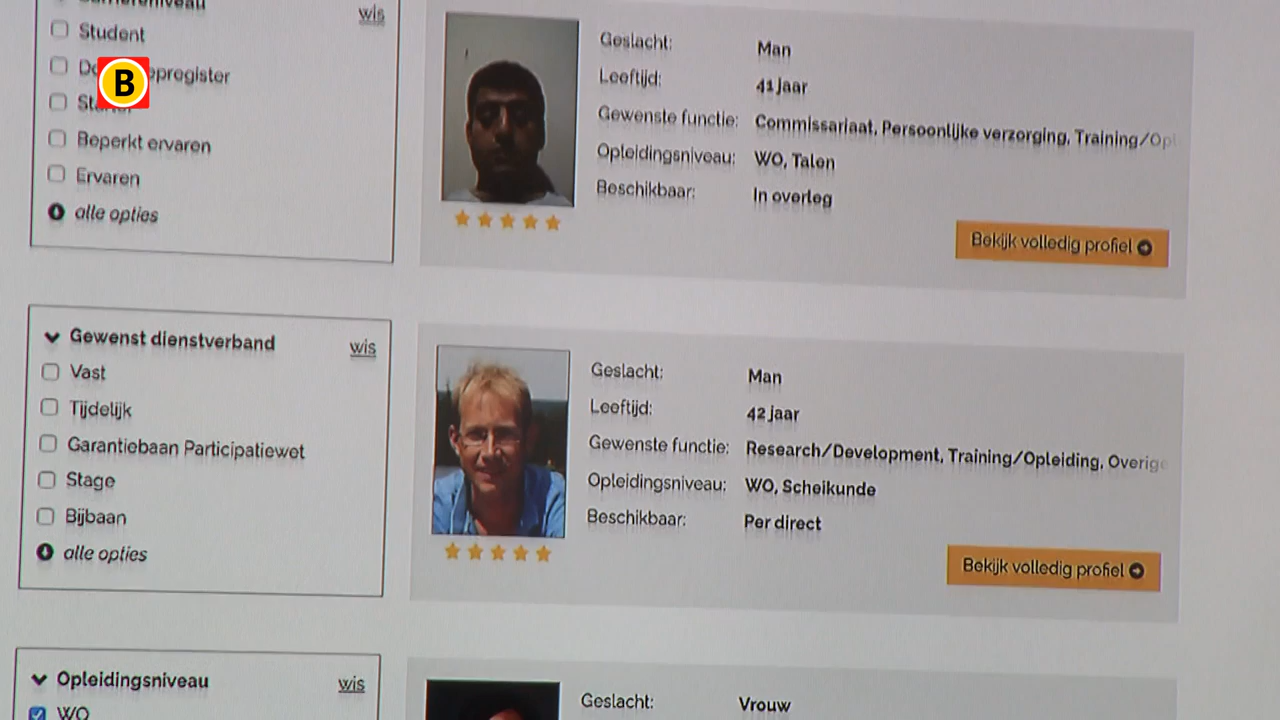 wis
Student
B
Beperkt ervaren
Ervaren
alle opties
Gewenst dienstverband
wis
Vast
Tijdelijk
Garantiebaan Participatiewet
Stage
Bijbaan
alle opties
Opleidingsniveau
wis
WO
Geslacht: Man
Leeftijd: 41 jaar
Gewenste functie: Commissariaat, Persoonlijke verzorging, Training/Opl
Opleidingsniveau: WO, Talen
Beschikbaar: In overleg
Bekijk volledig profiel
Geslacht: Man
Leeftijd: 42 jaar
Gewenste functie: Research/Development, Training/Opleiding, Overige
Opleidingsniveau: WO, Scheikunde
Beschikbaar: Per direct
Bekijk volledig profiel
Geslacht: Vrouw